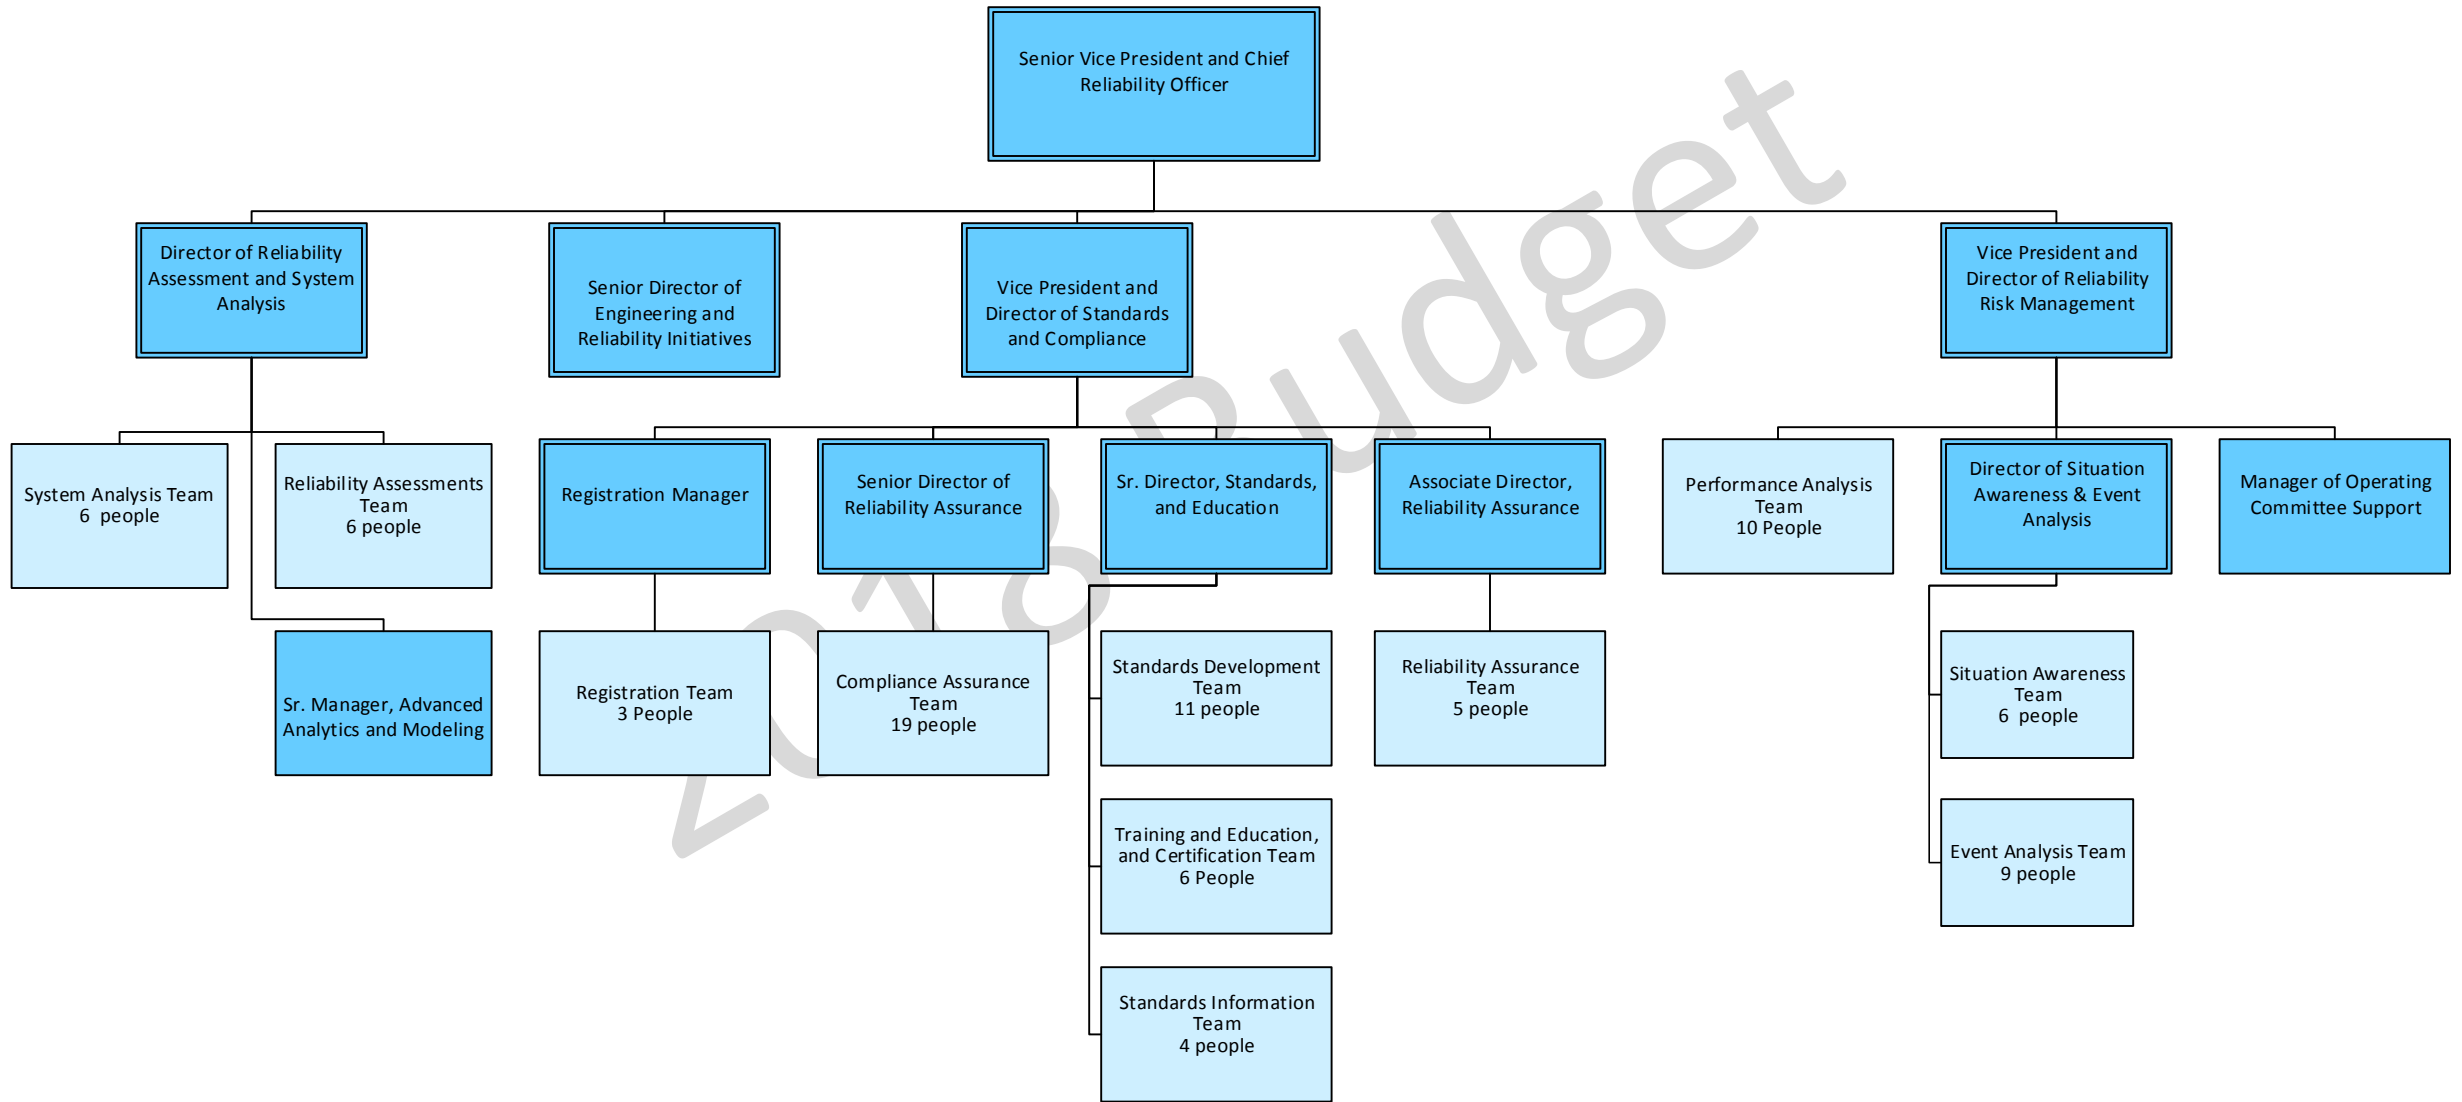 Senior Vice President and Chief
Reliability Officer
Director of Reliability
Assessment and System
Analysis
Senior Director of
Engineering and
Reliability Initiatives
Vice President and
Director of Standards
and Compliance
Vice President and
Director of Reliability
Risk Management
System Analysis Team
6 people
Reliability Assessments
Team
6 people
Registration Manager
Senior Director of
Reliability Assurance
Sr. Director, Standards,
and Education
Associate Director,
Reliability Assurance
Performance Analysis
Team
10 People
Director of Situation
Awareness & Event
Analysis
Manager of Operating
Committee Support
Sr. Manager, Advanced
Analytics and Modeling
Registration Team
3 People
Compliance Assurance
Team
19 people
Standards Development
Team
11 people
Reliability Assurance
Team
5 people
Situation Awareness
Team
6 people
Training and Education,
and Certification Team
6 People
Event Analysis Team
9 people
Standards Information
Team
4 people
2018 Budget